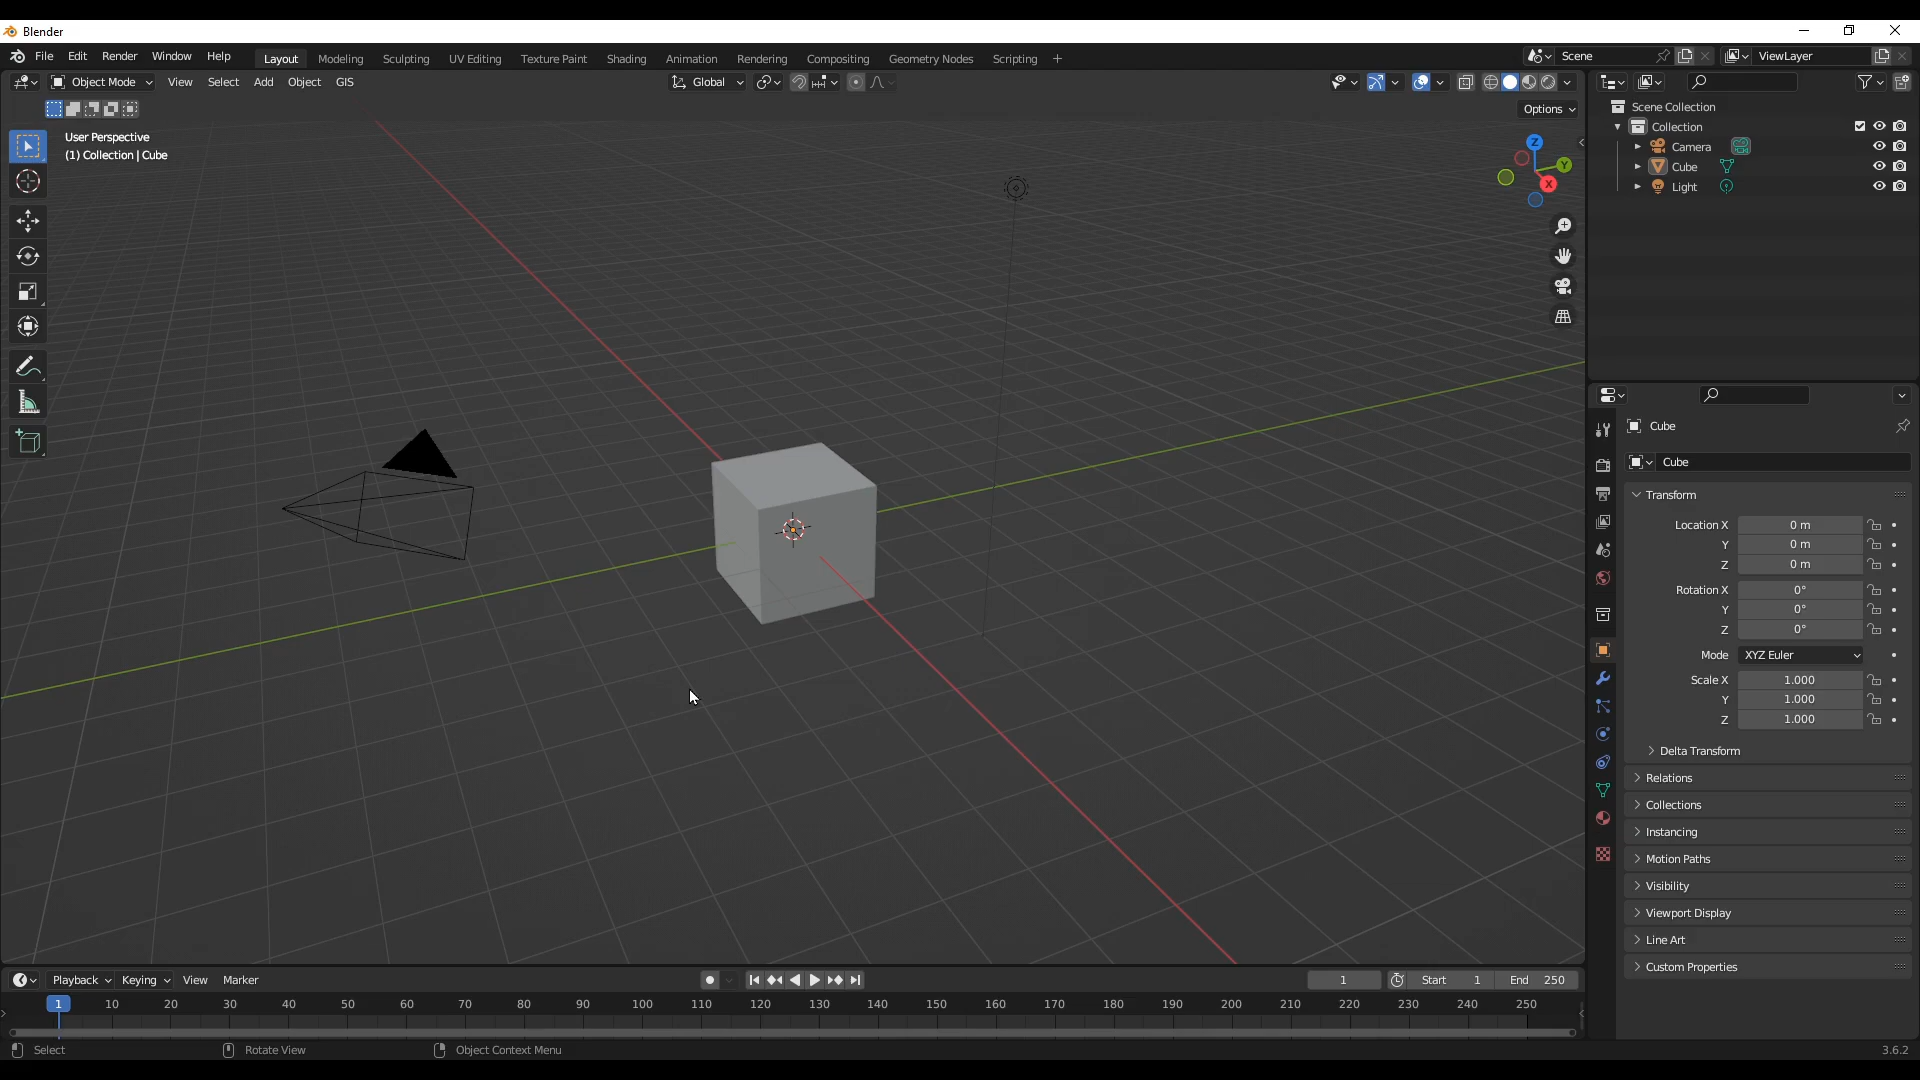 Blender
File Edit Render Window Help Layout Modeling Sculpting UV Editing Texture Paint Shading Animation Rendering Compositing Geometry Nodes Scripting + Scene ViewLayer
Object Mode View Select Add Object GIS Global
Options
User Perspective
(1) Collection | Cube
Z
Y
X
Scene Collection
Collection
Camera
Cube
Light
Cube
Cube
Transform
Location X 0 m
Y 0 m
Z 0 m
Rotation X 0°
Y 0°
Z 0°
Mode XYZ Euler
Scale X 1.000
Y 1.000
Z 1.000
Delta Transform
Relations
Collections
Instancing
Motion Paths
Visibility
Viewport Display
Line Art
Custom Properties
Playback Keying View Marker 1 Start 1 End 250
1 10 20 30 40 50 60 70 80 90 100 110 120 130 140 150 160 170 180 190 200 210 220 230 240 250
Select Rotate View Object Context Menu 3.6.2